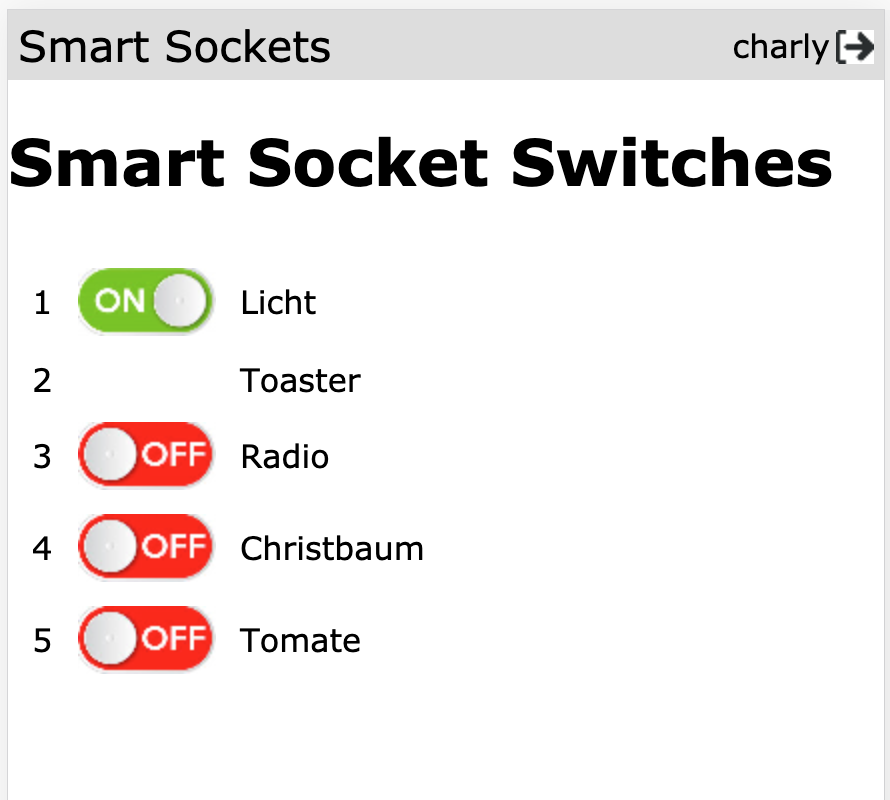 Smart Sockets charly
Smart Socket Switches
1 ON Licht
2 Toaster
3 OFF Radio
4 OFF Christbaum
5 OFF Tomate